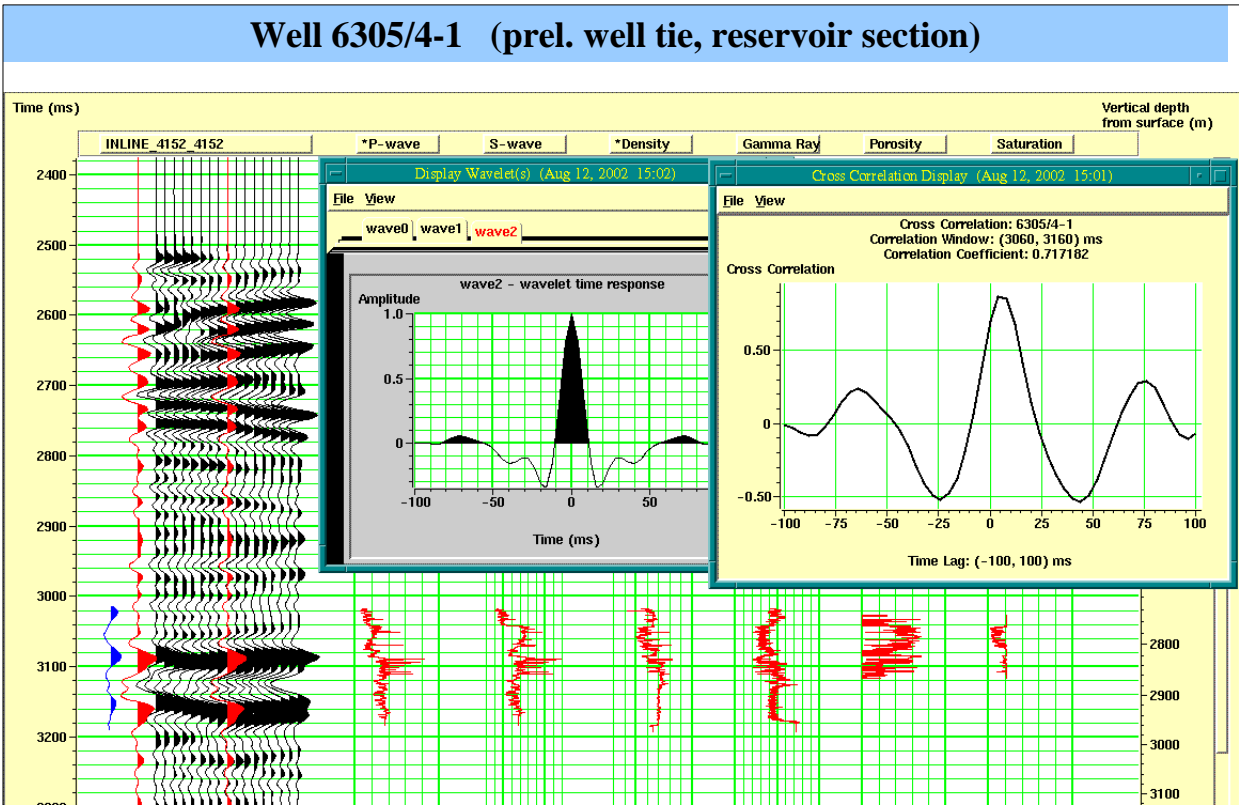 Well 6305/4-1 (prel. well tie, reservoir section)
Time (ms)
Vertical depth
from surface (m)
INLINE_4152_4152
*P-wave
S-wave
*Density
Gamma Ray
Porosity
Saturation
2400
2500
2600
2700
2800
2900
3000
3100
3200
Display Wavelet(s) (Aug 12, 2002 15:02)
File View
wave0 wave1 wave2
wave2 - wavelet time response
Amplitude
1.0
0.5
0
-100 -50 0 50
Time (ms)
Cross Correlation Display (Aug 12, 2002 15:01)
File View
Cross Correlation: 6305/4-1
Correlation Window: (3060, 3160) ms
Correlation Coefficient: 0.717182
Cross Correlation
0.50
0
-0.50
-100 -75 -50 -25 0 25 50 75 100
Time Lag: (-100, 100) ms
2800
2900
3000
3100